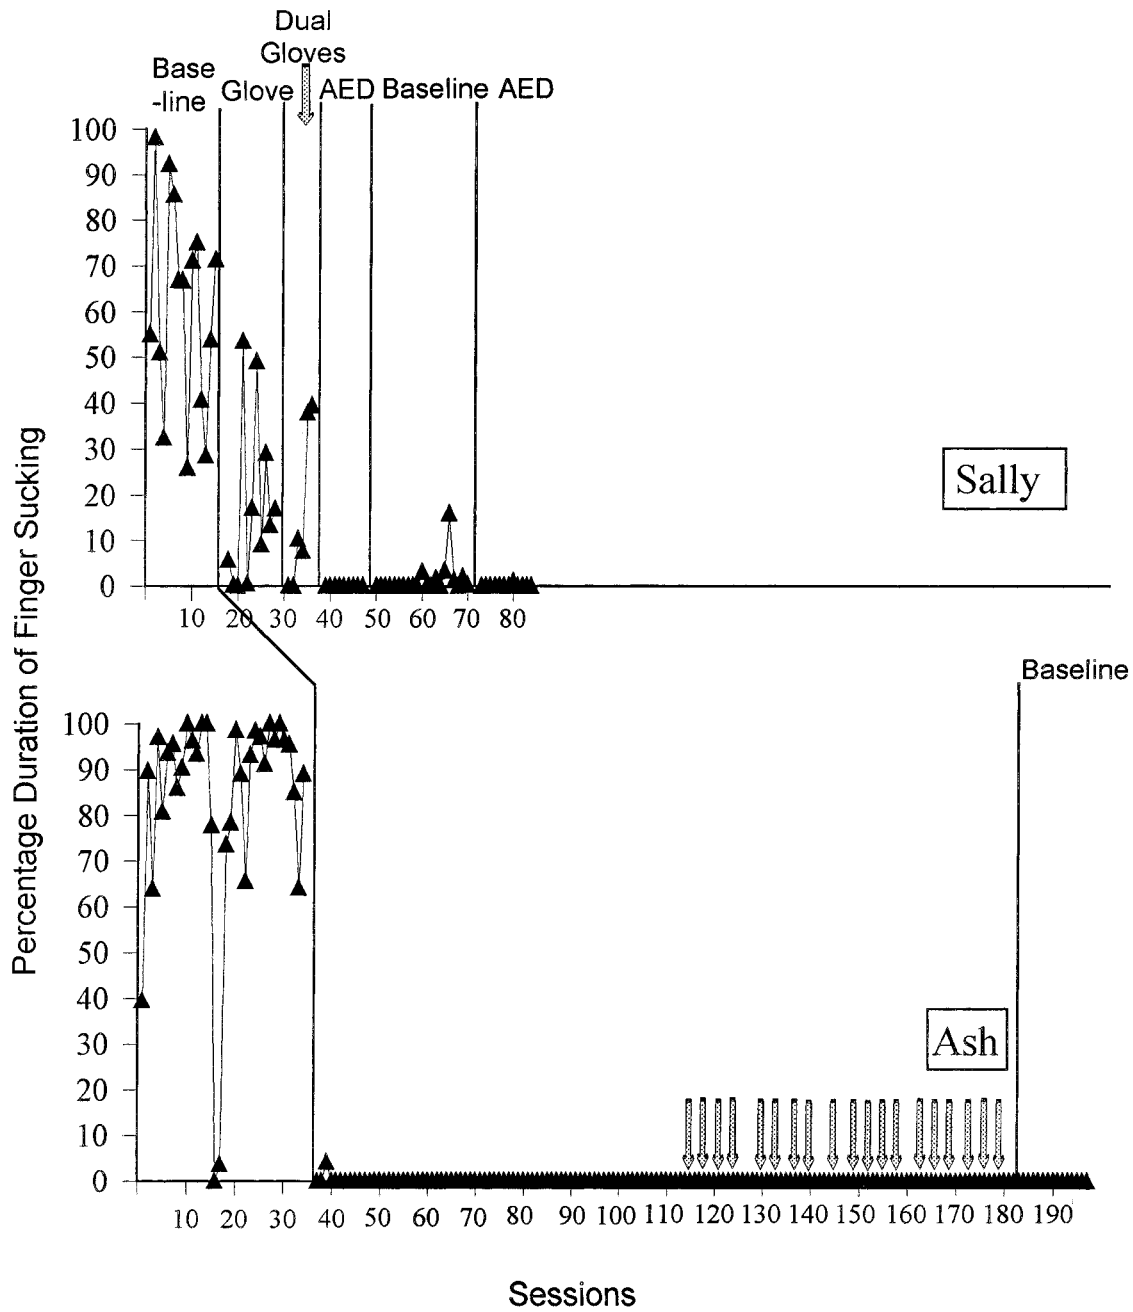 Dual
Gloves
Base
-line
Glove
AED
Baseline
AED
100
90
80
70
60
50
40
30
20
10
0
10 20 30 40 50 60 70 80
Sally
Percentage Duration of Finger Sucking
Baseline
100
90
80
70
60
50
40
30
20
10
0
10 20 30 40 50 60 70 80 90 100 110 120 130 140 150 160 170 180 190
Ash
Sessions